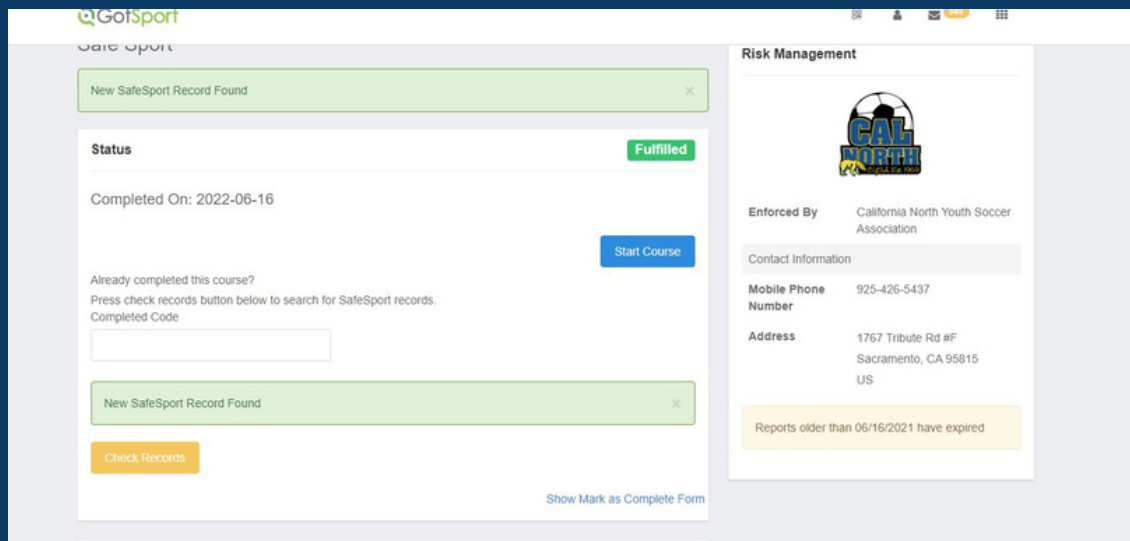 GotSport
Safe Sport
New SafeSport Record Found ×
Status Fulfilled
Completed On: 2022-06-16
Start Course
Already completed this course?
Press check records button below to search for SafeSport records.
Completed Code
New SafeSport Record Found ×
Check Records
Show Mark as Complete Form
Risk Management
CAL
NORTH
Enforced By California North Youth Soccer
Association
Contact Information
Mobile Phone 925-426-5437
Number
Address 1767 Tribute Rd #F
Sacramento, CA 95815
US
Reports older than 06/16/2021 have expired